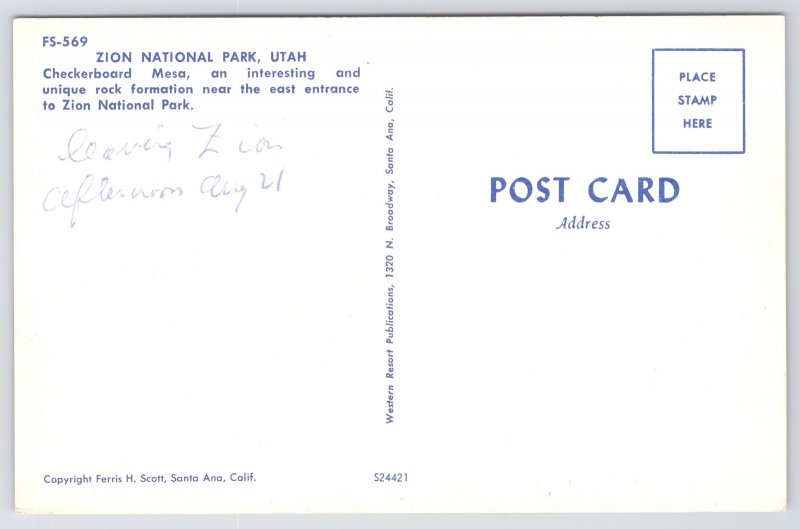 FS-569
ZION NATIONAL PARK, UTAH
Checkerboard Mesa, an interesting and
unique rock formation near the east entrance
to Zion National Park.
leaving Zion
afternoon Aug 21
Copyright Ferris H. Scott, Santa Ana, Calif.
Western Resort Publications, 1320 N. Broadway, Santa Ana, Calif.
S24421
PLACE
STAMP
HERE
POST CARD
Address